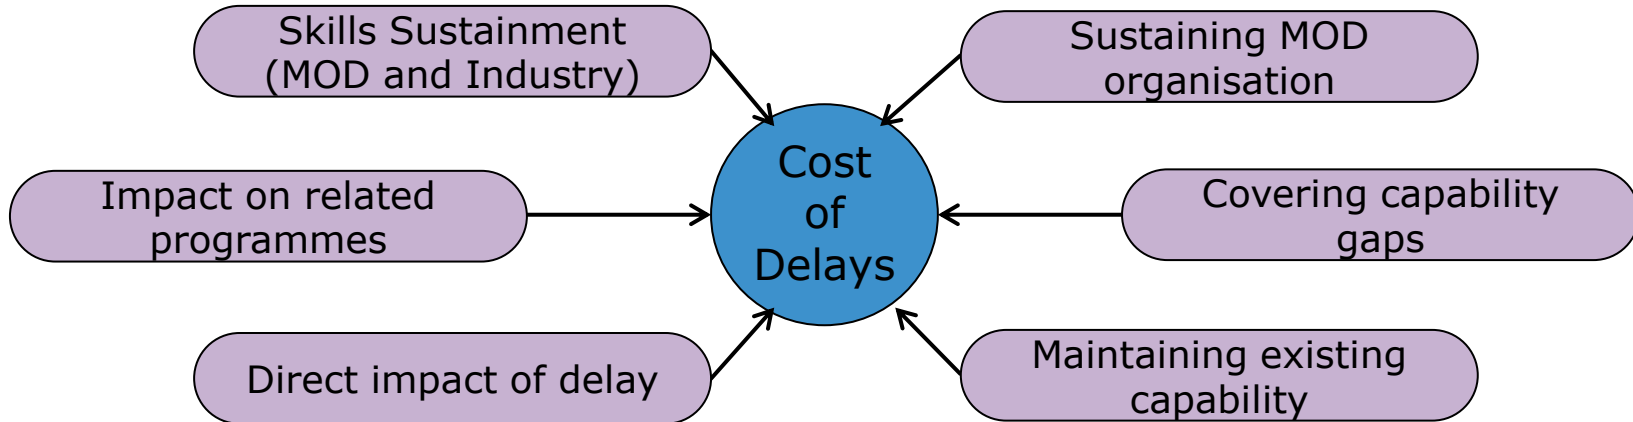 Skills Sustainment
(MOD and Industry)
Sustaining MOD
organisation
Impact on related
programmes
Cost
of
Delays
Covering capability
gaps
Direct impact of delay
Maintaining existing
capability